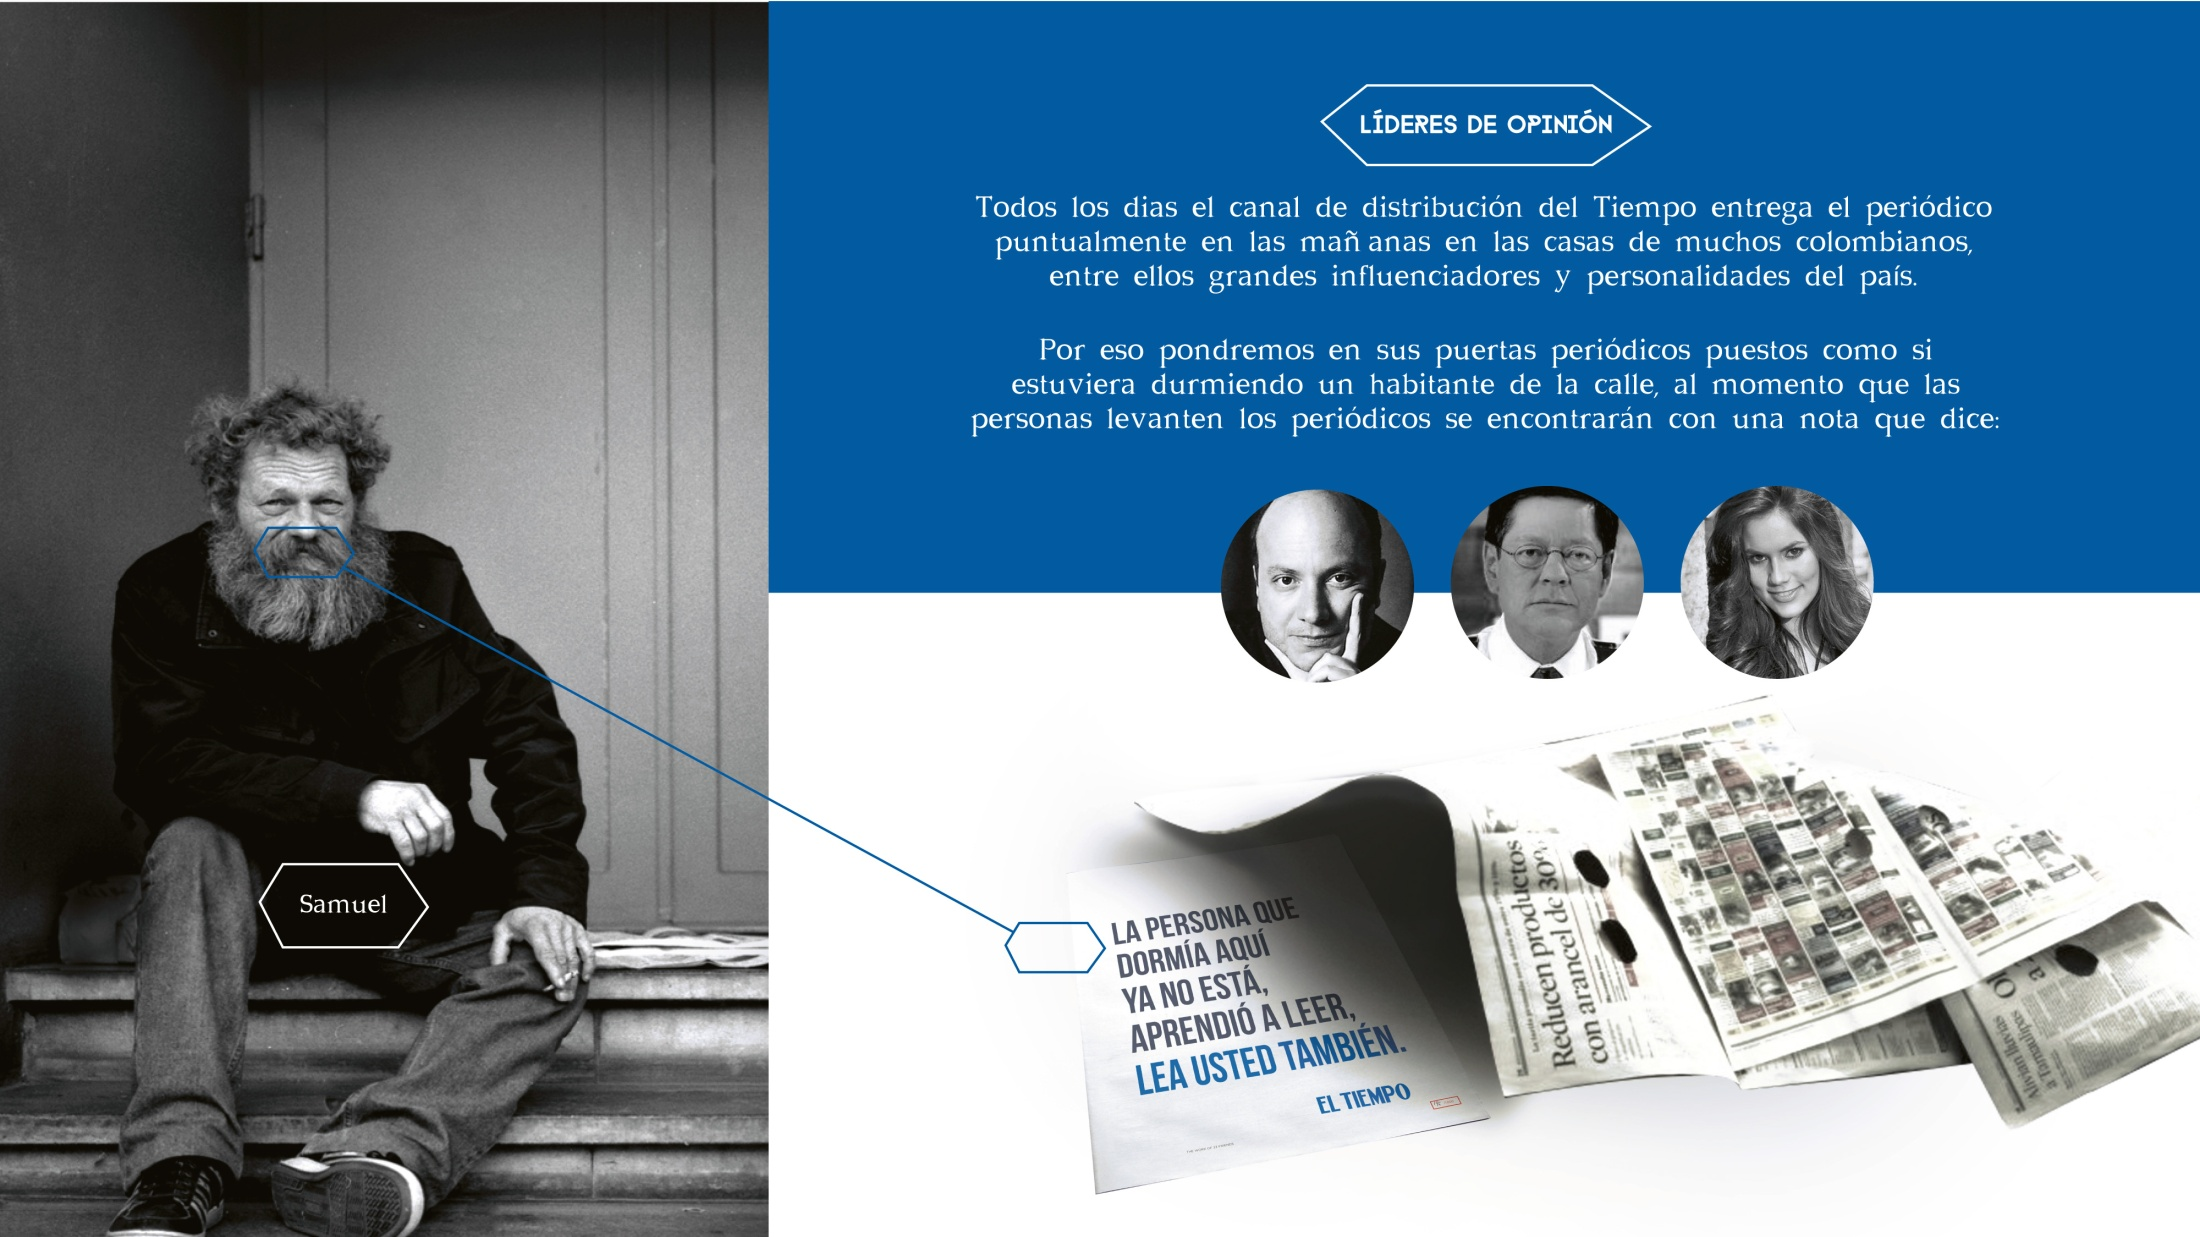 LÍDERES DE OPINIÓN
Todos los dias el canal de distribución del Tiempo entrega el periódico
puntualmente en las mañ anas en las casas de muchos colombianos,
entre ellos grandes influenciadores y personalidades del país.
Por eso pondremos en sus puertas periódicos puestos como si
estuviera durmiendo un habitante de la calle, al momento que las
personas levanten los periódicos se encontrarán con una nota que dice:
Samuel
LA PERSONA QUE
DORMÍA AQUÍ
YA NO ESTÁ,
APRENDIÓ A LEER,
LEA USTED TAMBIÉN.
EL TIEMPO
Reducen productos
con arancel de 30%
Alivian lluvias
a Tamaulipas